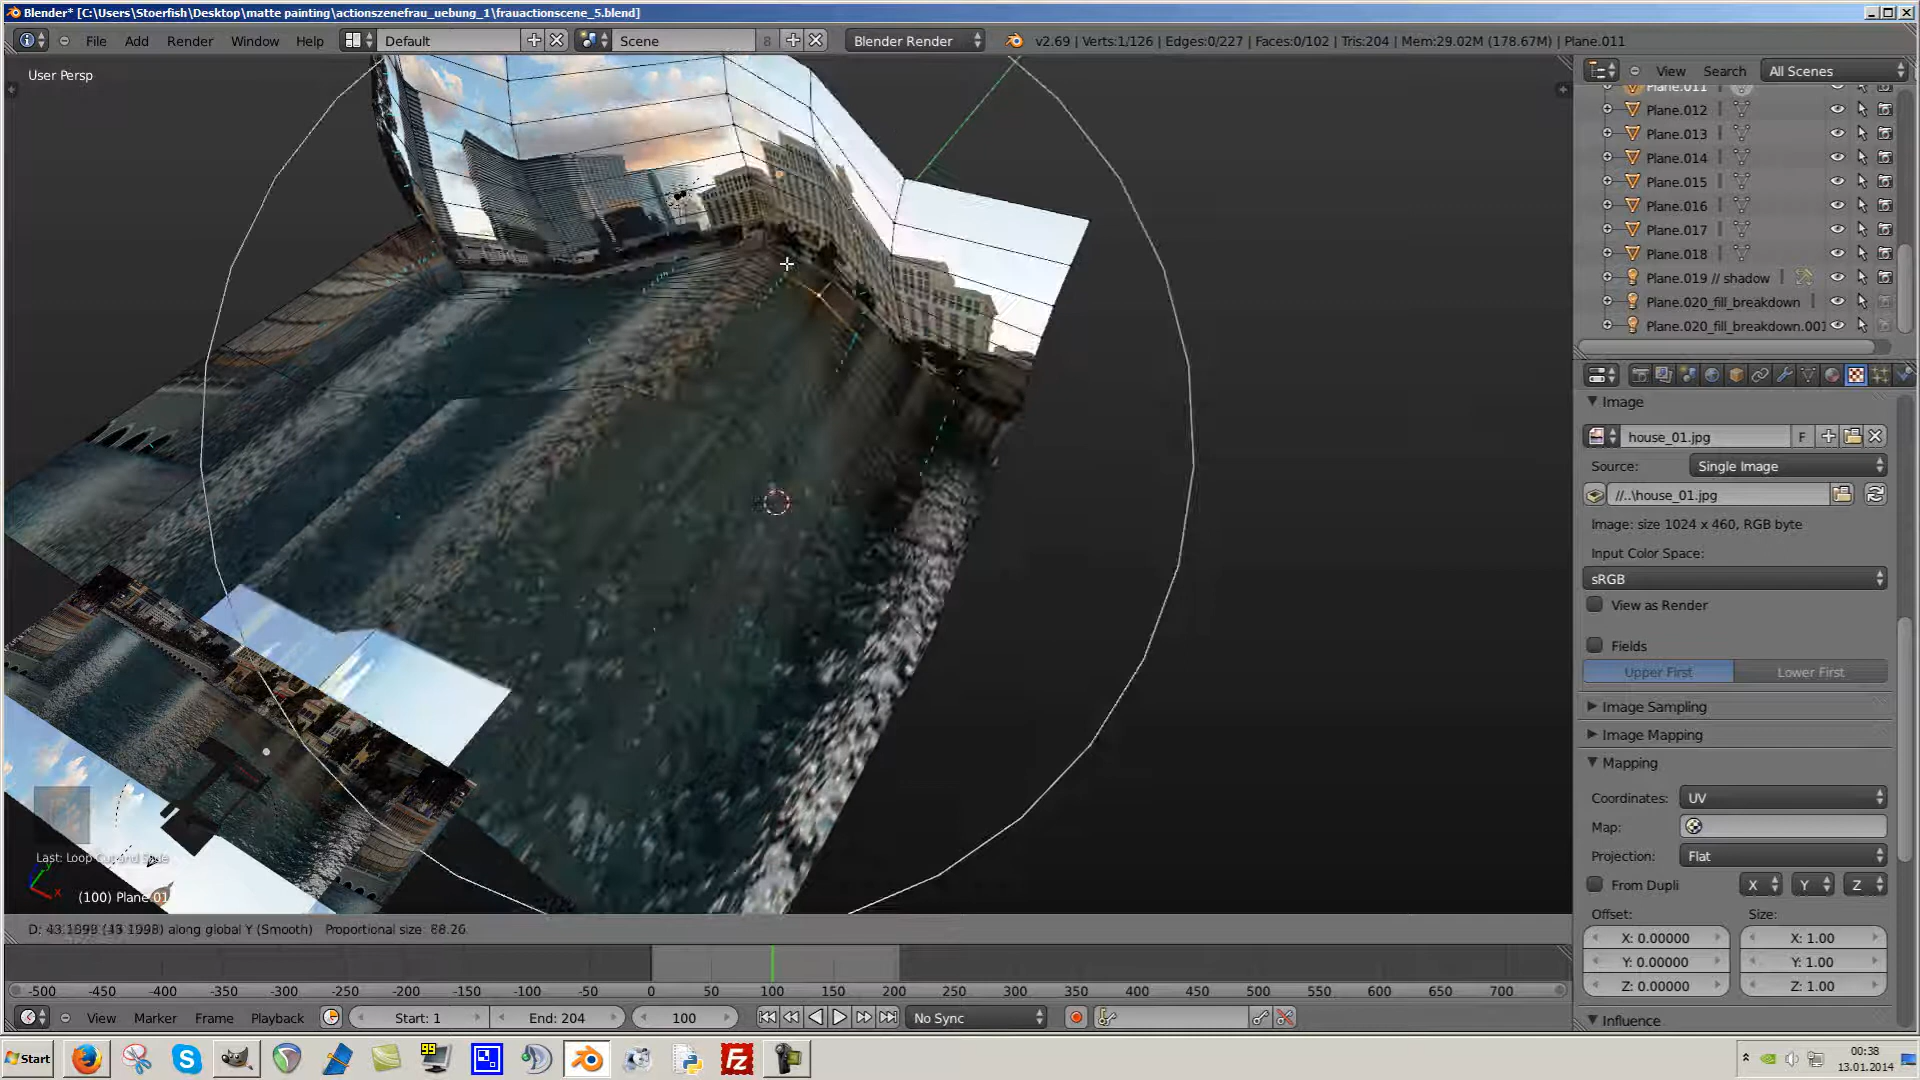 Blender* [C:\Users\Stoerfish\Desktop\matte painting\actionszenefrau_uebung_1\frauactionscene_5.blend]
File Add Render Window Help Default Scene 8 Blender Render v2.69 | Verts:1/126 | Edges:0/227 | Faces:0/102 | Tris:204 | Mem:29.02M (178.67M) | Plane.011
User Persp
View Search All Scenes
Plane.011
Plane.012
Plane.013
Plane.014
Plane.015
Plane.016
Plane.017
Plane.018
Plane.019 // shadow
Plane.020_fill_breakdown
Plane.020_fill_breakdown.001
Image
house_01.jpg F
Source: Single Image
//..\house_01.jpg
Image: size 1024 x 460, RGB byte
Input Color Space:
sRGB
View as Render
Fields
Upper First Lower First
Image Sampling
Image Mapping
Mapping
Coordinates: UV
Map:
Projection: Flat
From Dupli X Y Z
Offset: Size:
X: 0.00000 X: 1.00
Y: 0.00000 Y: 1.00
Z: 0.00000 Z: 1.00
Influence
Last: Loop Cut and Slide
(100) Plane.01
along global Y (Smooth) Proportional size: 88.26
-500 -450 -400 -350 -300 -250 -200 -150 -100 -50 0 50 100 150 200 250 300 350 400 450 500 550 600 650 700
View Marker Frame Playback Start: 1 End: 204 100 No Sync
Start 99 00:38
13.01.2014